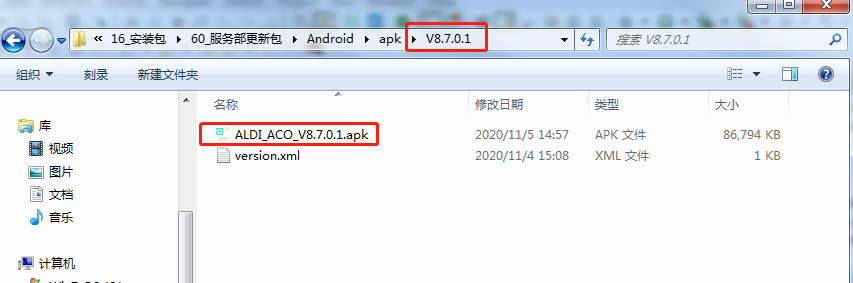 « 16_安装包 ▸ 60_服务部更新包 ▸ Android ▸ apk ▸ V8.7.0.1
搜索 V8.7.0.1
组织 刻录 新建文件夹
名称 修改日期 类型 大小
ALDI_ACO_V8.7.0.1.apk 2020/11/5 14:57 APK 文件 86,794 KB
version.xml 2020/11/4 15:08 XML 文件 1 KB
库
视频
图片
文档
音乐
计算机